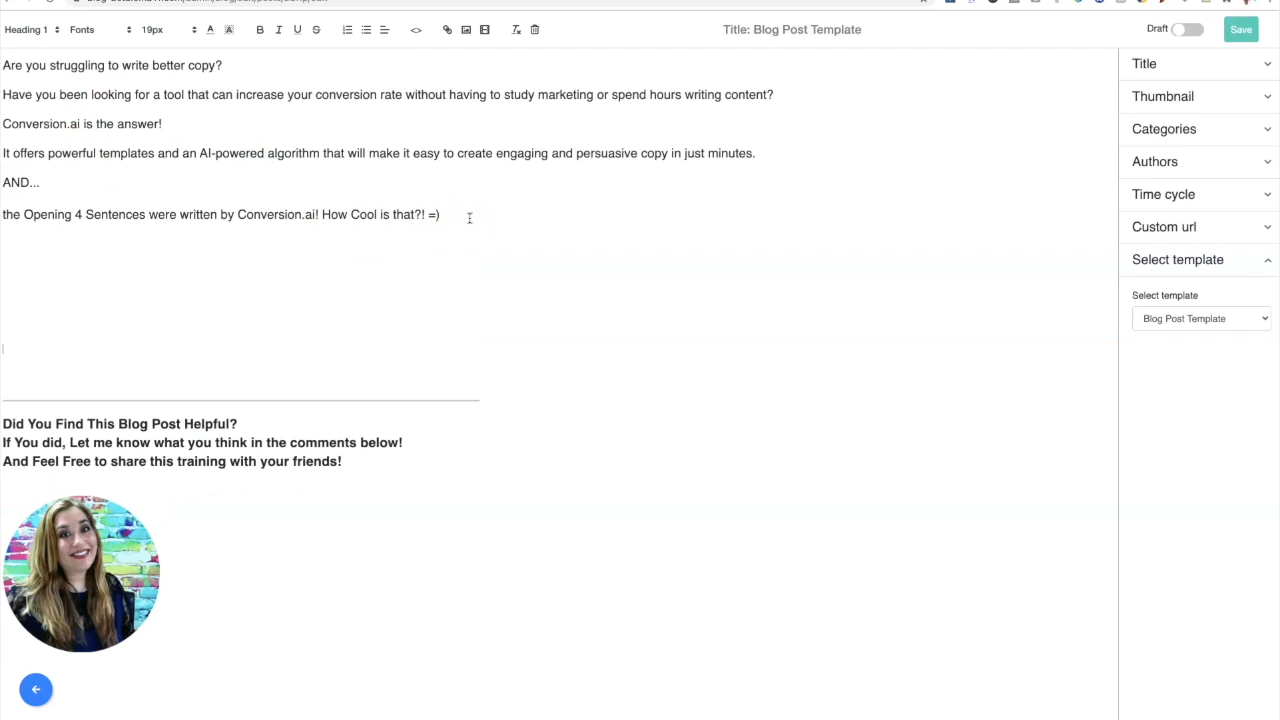 Heading 1 Fonts 19px Title: Blog Post Template Draft Save
Are you struggling to write better copy?
Have you been looking for a tool that can increase your conversion rate without having to study marketing or spend hours writing content?
Conversion.ai is the answer!
It offers powerful templates and an AI-powered algorithm that will make it easy to create engaging and persuasive copy in just minutes.
AND...
the Opening 4 Sentences were written by Conversion.ai! How Cool is that?! =)
Did You Find This Blog Post Helpful?
If You did, Let me know what you think in the comments below!
And Feel Free to share this training with your friends!
Title
Thumbnail
Categories
Authors
Time cycle
Custom url
Select template
Select template
Blog Post Template